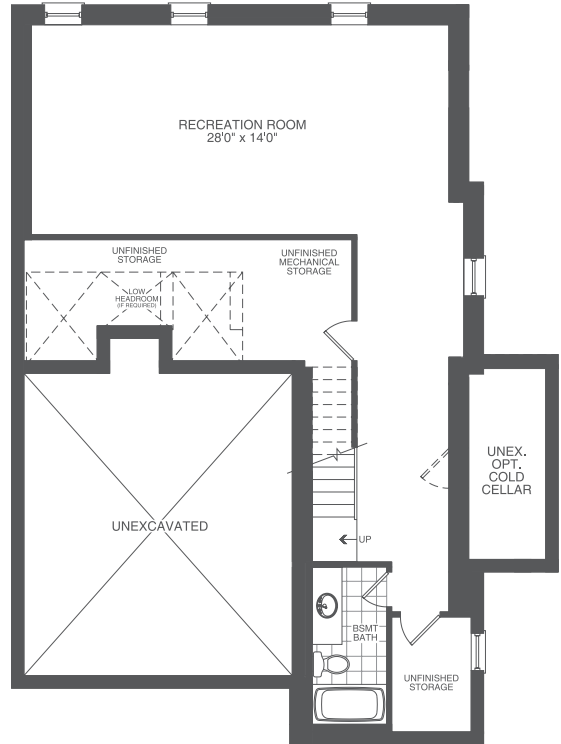 RECREATION ROOM
28'0" x 14'0"
UNFINISHED
STORAGE
UNFINISHED
MECHANICAL
STORAGE
LOW
HEADROOM
(IF REQUIRED)
UNEX.
OPT.
COLD
CELLAR
UNEXCAVATED
UP
BSMT
BATH
UNFINISHED
STORAGE